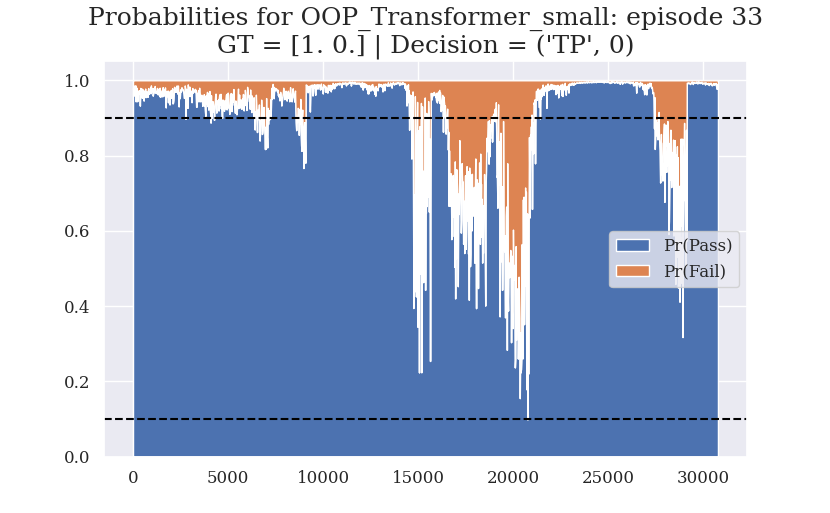 Probabilities for OOP_Transformer_small: episode 33
GT = [1. 0.] | Decision = ('TP', 0)
1.0
0.8
0.6
0.4
0.2
0.0
Pr(Pass)
Pr(Fail)
0 5000 10000 15000 20000 25000 30000